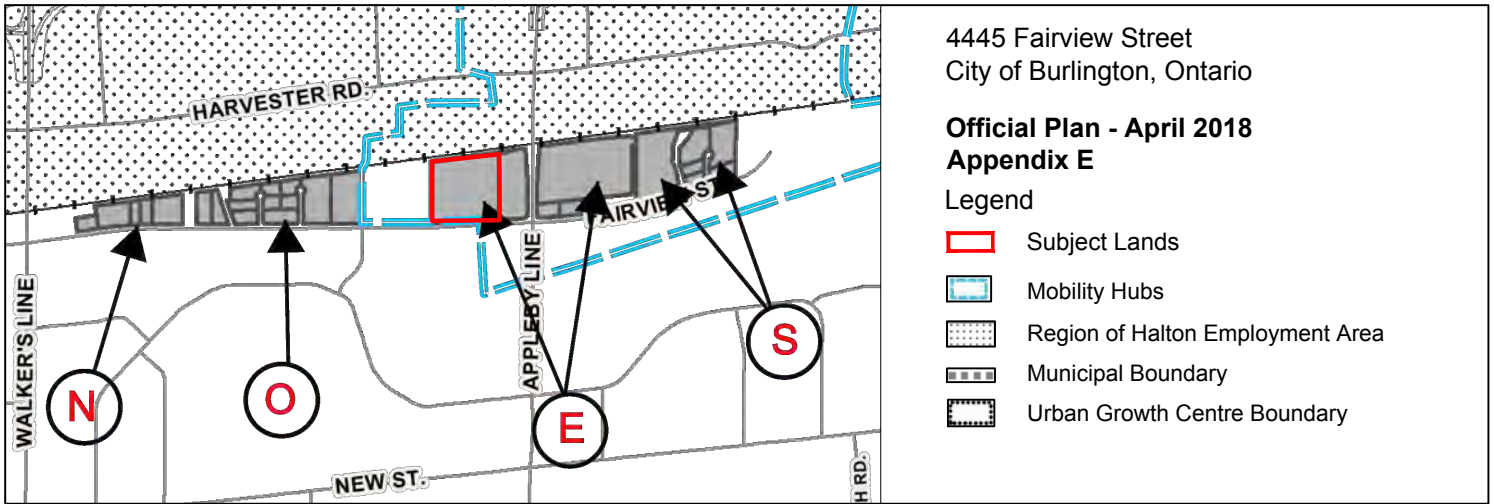 HARVESTER RD.
FAIRVIEW ST.
WALKER'S LINE
APPLEBY LINE
N
O
E
S
NEW ST.
H RD.
4445 Fairview Street
City of Burlington, Ontario
Official Plan - April 2018
Appendix E
Legend
Subject Lands
Mobility Hubs
Region of Halton Employment Area
Municipal Boundary
Urban Growth Centre Boundary